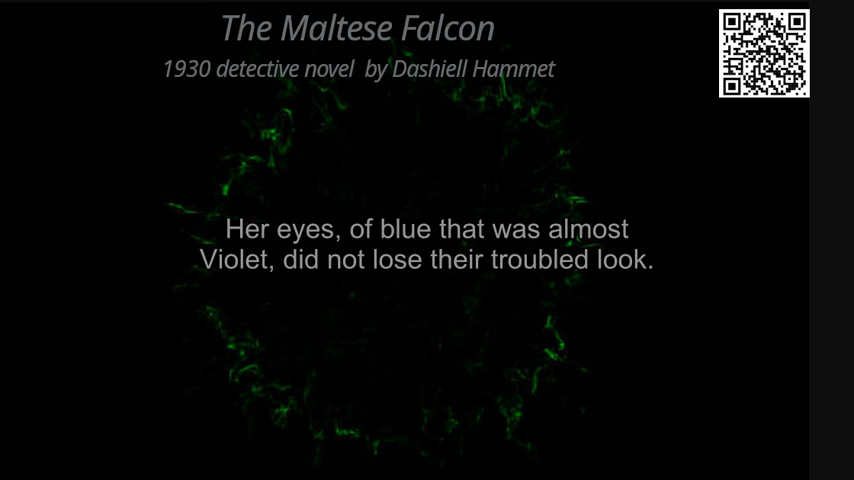 The Maltese Falcon
1930 detective novel by Dashiell Hammet
Her eyes, of blue that was almost
Violet, did not lose their troubled look.